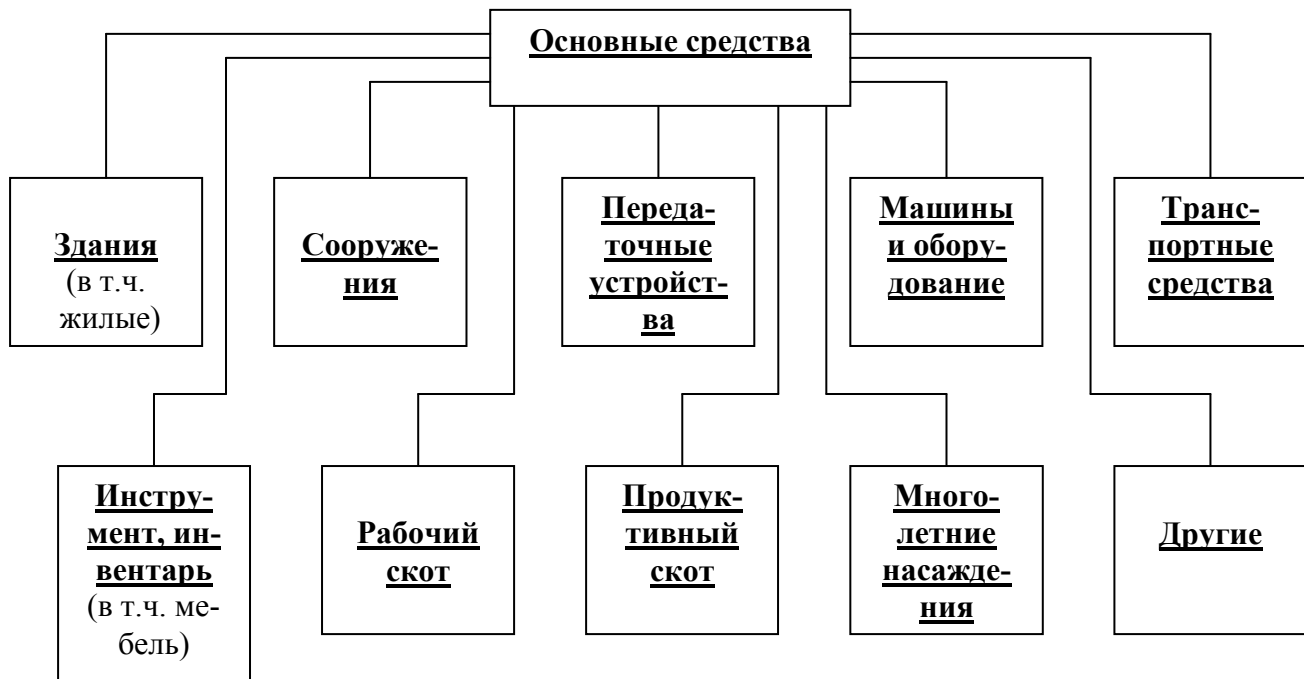 Основные средства
Здания
(в т.ч.
жилые)
Сооруже-
ния
Переда-
точные
устройст-
ва
Машины
и обору-
дование
Транс-
портные
средства
Инстру-
мент, ин-
вентарь
(в т.ч. ме-
бель)
Рабочий
скот
Продук-
тивный
скот
Много-
летние
насажде-
ния
Другие